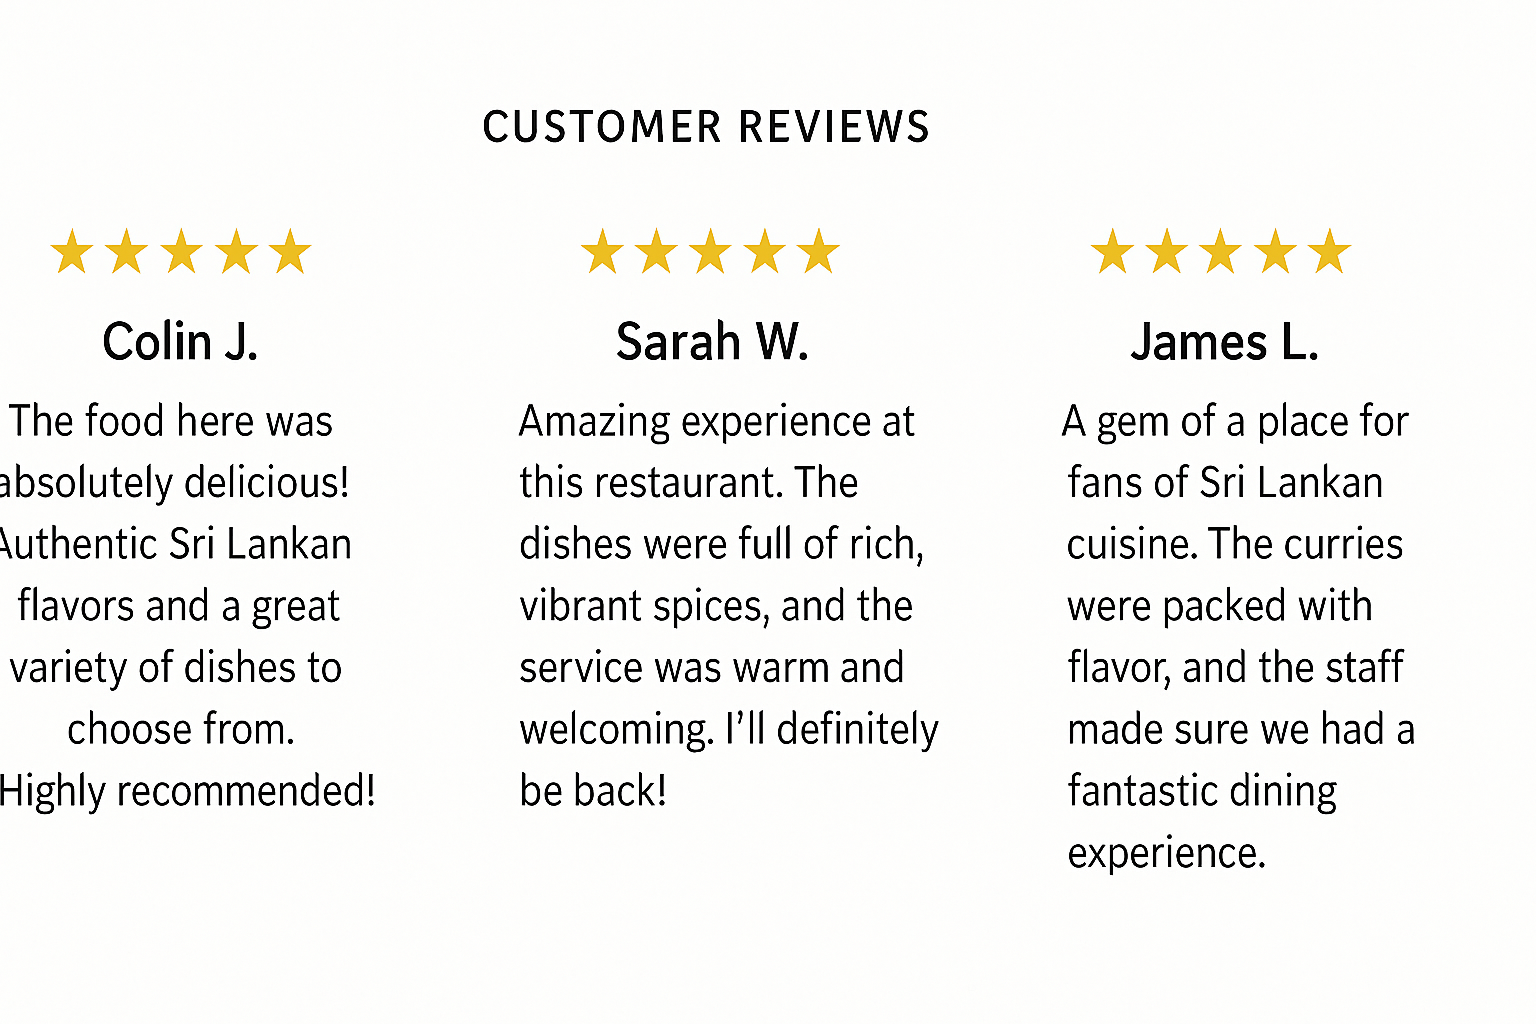 CUSTOMER REVIEWS
Colin J.
The food here was
absolutely delicious!
Authentic Sri Lankan
flavors and a great
variety of dishes to
choose from.
Highly recommended!
Sarah W.
Amazing experience at
this restaurant. The
dishes were full of rich,
vibrant spices, and the
service was warm and
welcoming. I’ll definitely
be back!
James L.
A gem of a place for
fans of Sri Lankan
cuisine. The curries
were packed with
flavor, and the staff
made sure we had a
fantastic dining
experience.